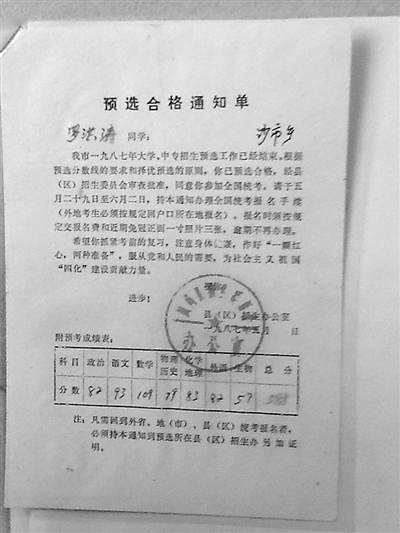 预选合格通知单
同学：
我市一九八七年大学、中专招生预选工作已经结束，根据
预选分数线的要求和择优预选的原则，你已预选合格，经县
（区）招生委员会审查批准，同意你参加全国统考。请于五
月二十九日至六月二日，持本通知办理全国统考报名手续
（外地考生必须按规定回户口所在地报名）。报名时须按规
定交报名费和近期免冠正面一寸照片三张，逾期不再办理。
希望你抓紧考前的复习，注意身体健康，作好“一颗红
心，两种准备”，服从党和人民的需要，为社会主义祖国
“四化”建设贡献力量。
祝你
进步！
县（区）招生办公室
一九八七年五月 日
附预考成绩表：
科目 政治 语文 数学 物理 历史 化学 地理 外语 生物 总分
分数 82 93 109 79 83 82 57
注：凡需回到外省、地（市）、县（区）统考报名者，
必须持本通知到预选所在县（区）招生办另加证
明。